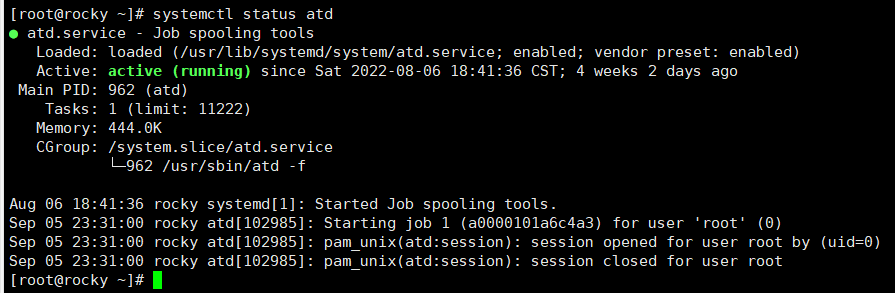 [root@rocky ~]# systemctl status atd
● atd.service - Job spooling tools
   Loaded: loaded (/usr/lib/systemd/system/atd.service; enabled; vendor preset: enabled)
   Active: active (running) since Sat 2022-08-06 18:41:36 CST; 4 weeks 2 days ago
 Main PID: 962 (atd)
    Tasks: 1 (limit: 11222)
   Memory: 444.0K
   CGroup: /system.slice/atd.service
           └─962 /usr/sbin/atd -f

Aug 06 18:41:36 rocky systemd[1]: Started Job spooling tools.
Sep 05 23:31:00 rocky atd[102985]: Starting job 1 (a0000101a6c4a3) for user 'root' (0)
Sep 05 23:31:00 rocky atd[102985]: pam_unix(atd:session): session opened for user root by (uid=0)
Sep 05 23:31:00 rocky atd[102985]: pam_unix(atd:session): session closed for user root
[root@rocky ~]#